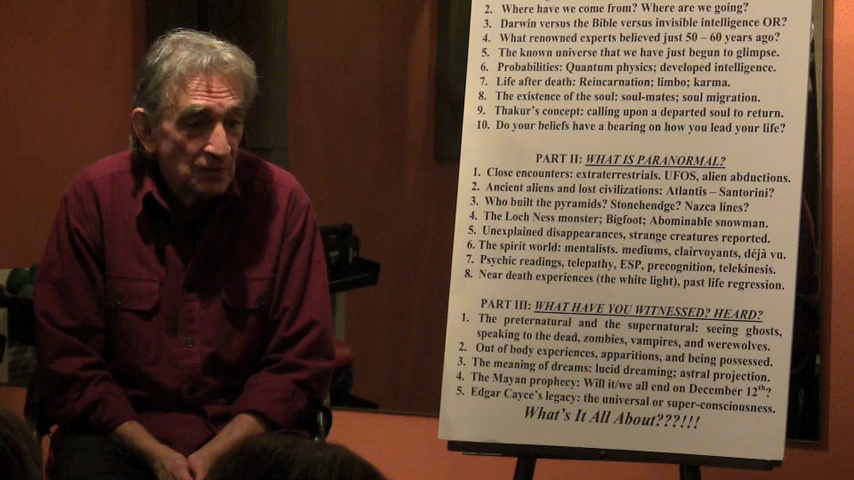 2. Where have we come from? Where are we going?
3. Darwin versus the Bible versus invisible intelligence OR?
4. What renowned experts believed just 50 – 60 years ago?
5. The known universe that we have just begun to glimpse.
6. Probabilities: Quantum physics; developed intelligence.
7. Life after death: Reincarnation; limbo; karma.
8. The existence of the soul: soul-mates; soul migration.
9. Thakur's concept: calling upon a departed soul to return.
10. Do your beliefs have a bearing on how you lead your life?
PART II: WHAT IS PARANORMAL?
1. Close encounters: extraterrestrials. UFOS, alien abductions.
2. Ancient aliens and lost civilizations: Atlantis – Santorini?
3. Who built the pyramids? Stonehendge? Nazca lines?
4. The Loch Ness monster; Bigfoot; Abominable snowman.
5. Unexplained disappearances, strange creatures reported.
6. The spirit world: mentalists. mediums, clairvoyants, déjà vu.
7. Psychic readings, telepathy, ESP, precognition, telekinesis.
8. Near death experiences (the white light), past life regression.
PART III: WHAT HAVE YOU WITNESSED? HEARD?
1. The preternatural and the supernatural: seeing ghosts,
speaking to the dead, zombies, vampires, and werewolves.
2. Out of body experiences, apparitions, and being possessed.
3. The meaning of dreams: lucid dreaming; astral projection.
4. The Mayan prophecy: Will it/we all end on December 12th?
5. Edgar Cayce's legacy: the universal or super-consciousness.
What's It All About???!!!